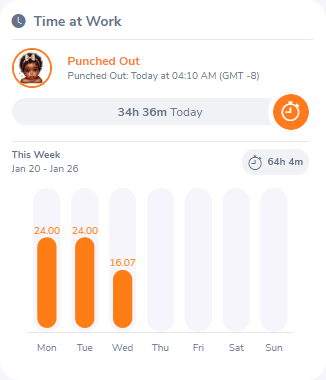 Time at Work
Punched Out
Punched Out: Today at 04:10 AM (GMT -8)
34h 36m Today
This Week
Jan 20 - Jan 26
64h 4m
24.00 24.00 16.07
Mon Tue Wed Thu Fri Sat Sun